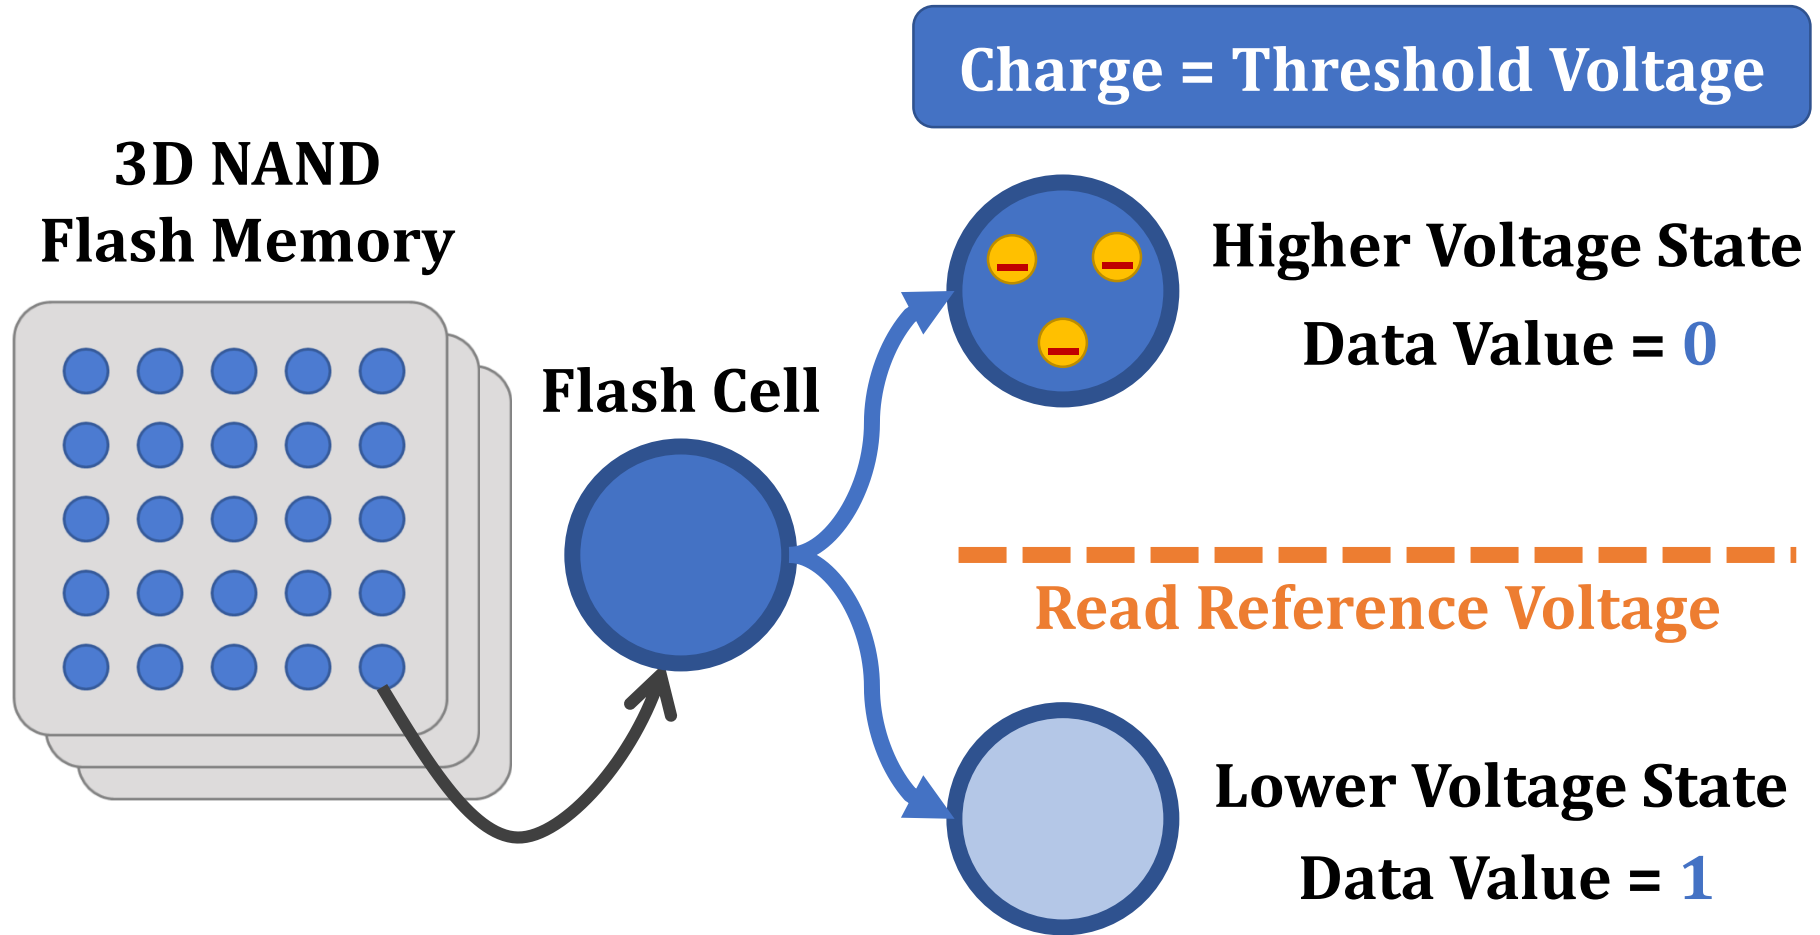 Charge = Threshold Voltage
3D NAND
Flash Memory
Flash Cell
Higher Voltage State
Data Value = 0
Read Reference Voltage
Lower Voltage State
Data Value = 1